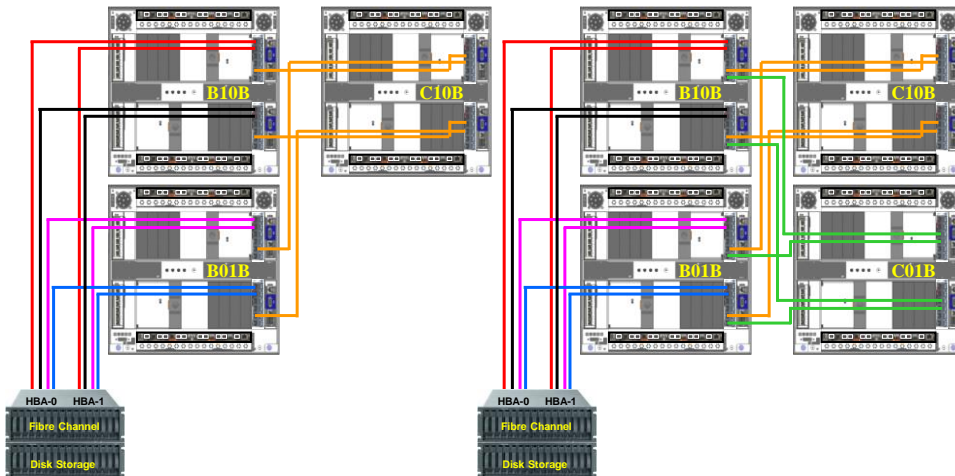 B10B C10B B10B C10B
B01B B01B C01B
HBA-0 HBA-1 HBA-0 HBA-1
Fibre Channel Fibre Channel
Disk Storage Disk Storage